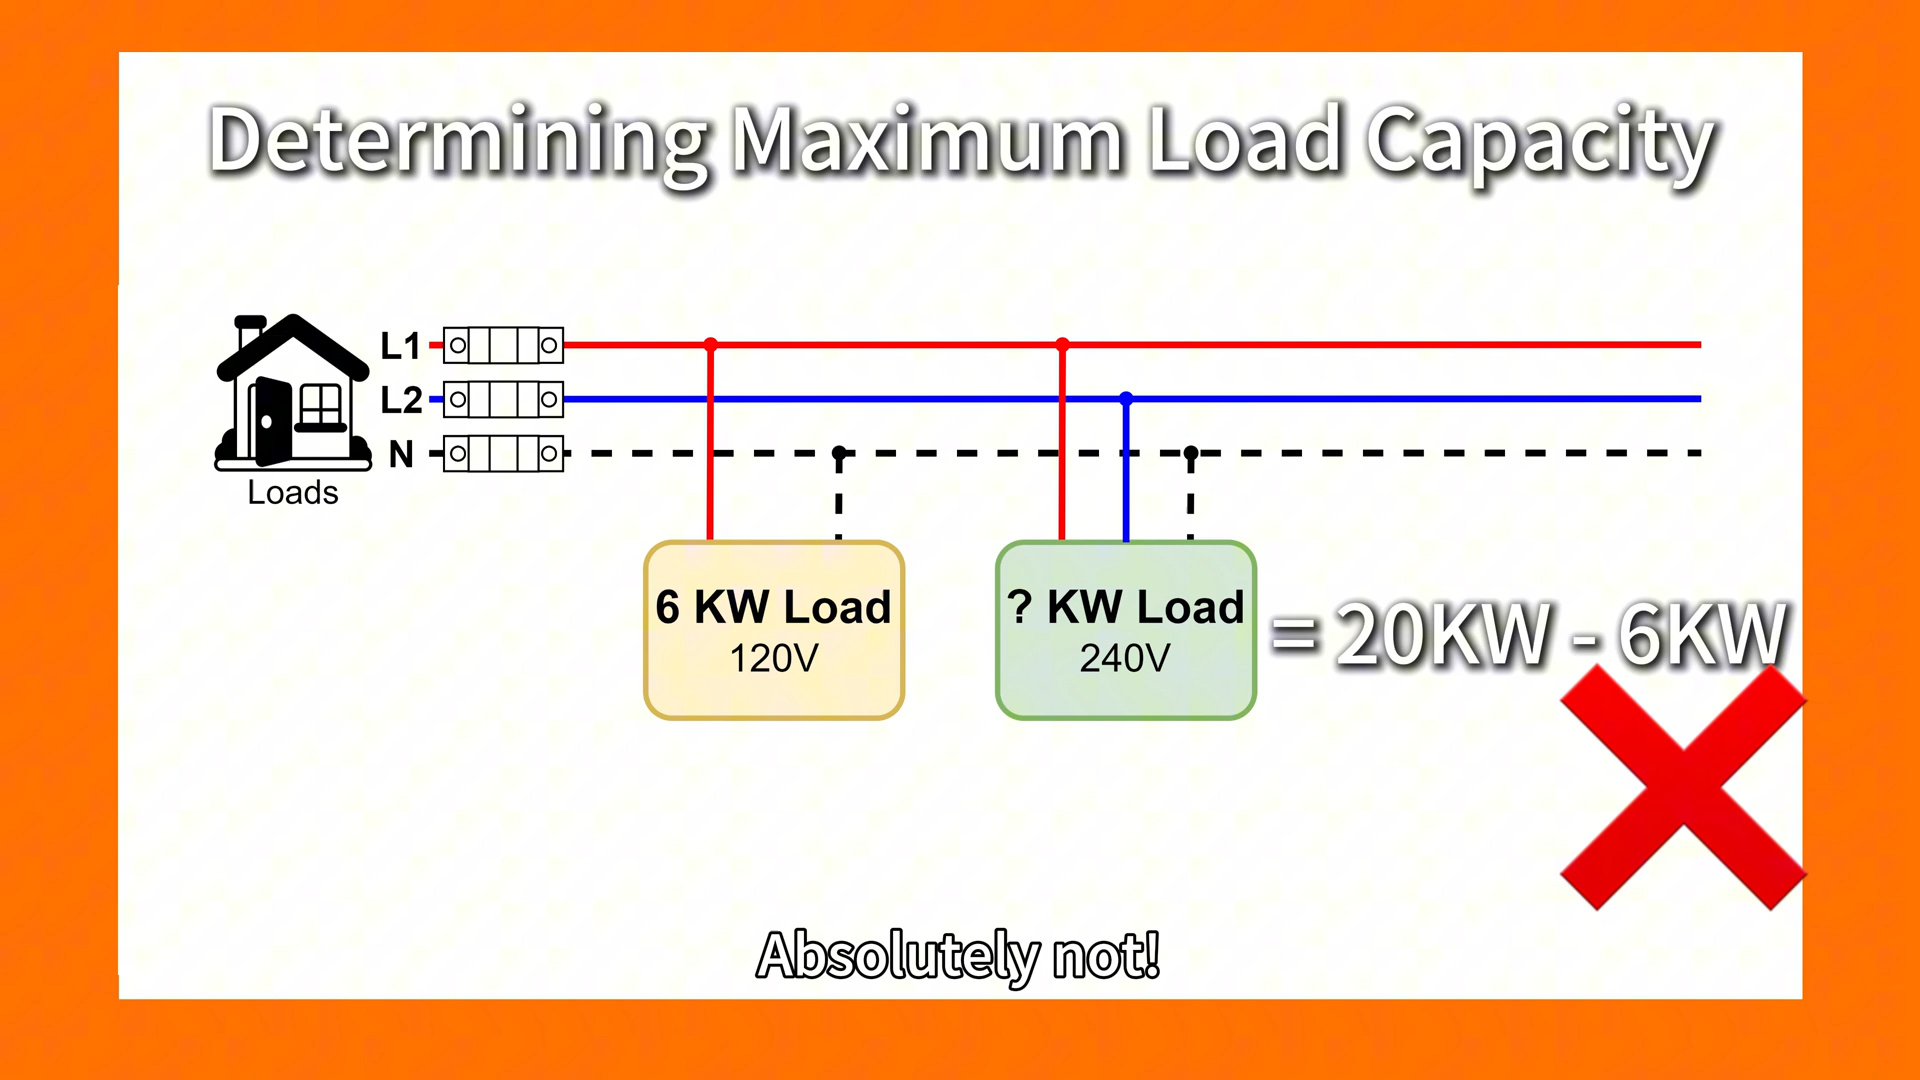 Determining Maximum Load Capacity
L1
L2
N
Loads
6 KW Load
120V
? KW Load
240V
= 20KW - 6KW
Absolutely not!